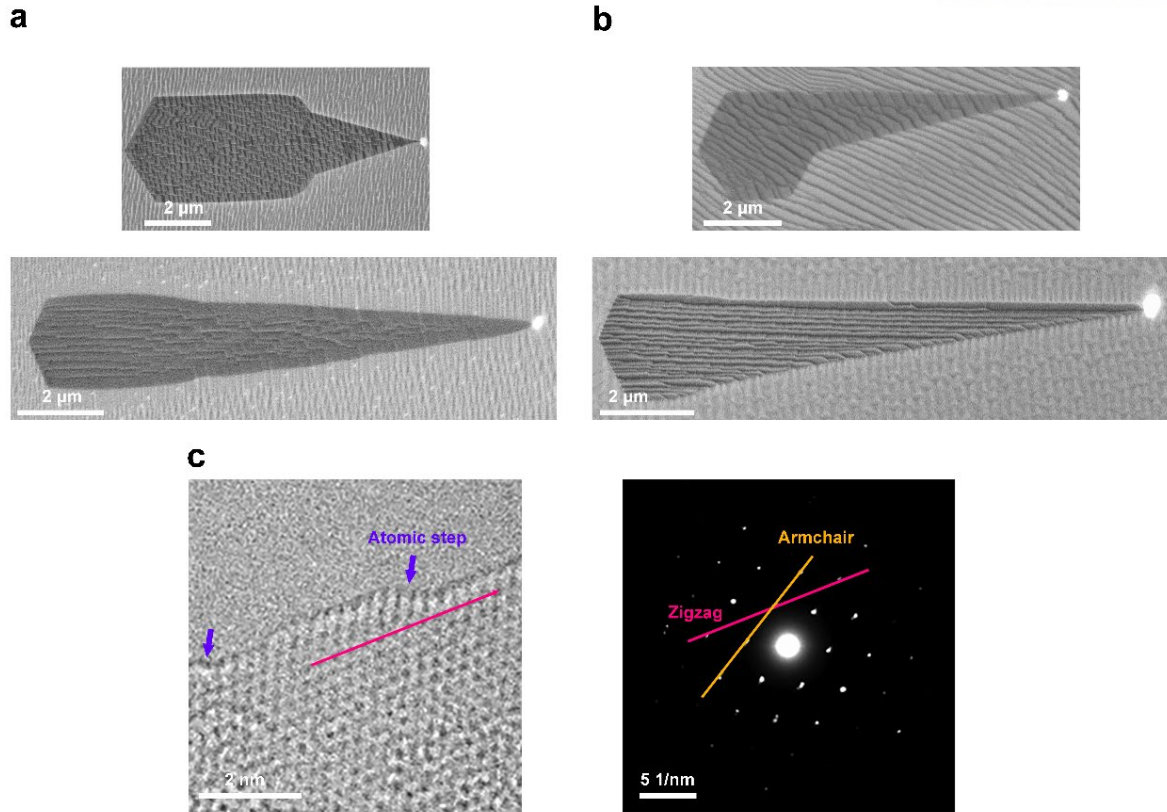 a
b
2 µm
2 µm
2 µm
2 µm
c
Atomic step
2 nm
Armchair
Zigzag
5 1/nm